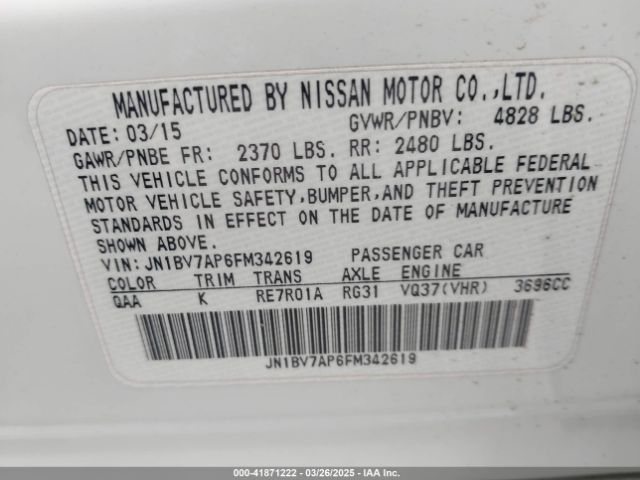 MANUFACTURED BY NISSAN MOTOR CO.,LTD.
DATE: 03/15 GVWR/PNBV: 4828 LBS.
GAWR/PNBE FR: 2370 LBS. RR: 2480 LBS.
THIS VEHICLE CONFORMS TO ALL APPLICABLE FEDERAL
MOTOR VEHICLE SAFETY,BUMPER,AND THEFT PREVENTION
STANDARDS IN EFFECT ON THE DATE OF MANUFACTURE
SHOWN ABOVE.
VIN: JN1BV7AP6FM342619 PASSENGER CAR
COLOR TRIM TRANS AXLE ENGINE
QAA K RE7R01A RG31 VQ37(VHR) 3696CC
JN1BV7AP6FM342619
000-41871222 - 03/26/2025 - IAAI.COM